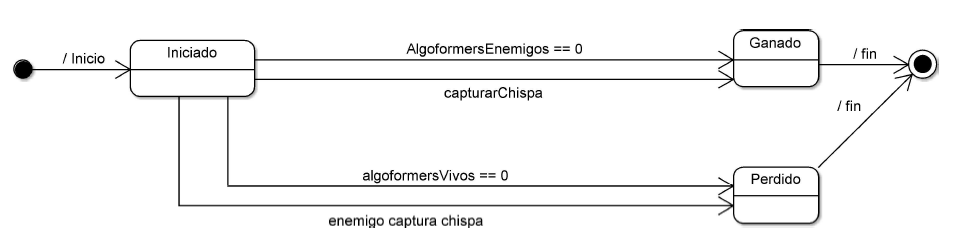 / Inicio
Iniciado
AlgoformersEnemigos == 0
capturarChispa
Ganado
/ fin
/ fin
algoformersVivos == 0
enemigo captura chispa
Perdido